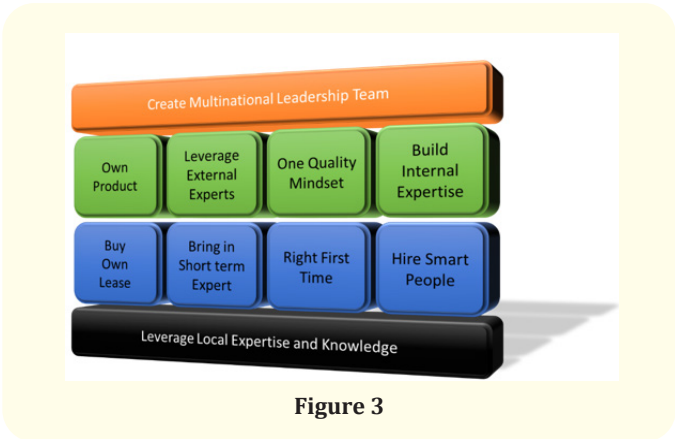 Create Multinational Leadership Team
Own
Product
Leverage
External
Experts
One Quality
Mindset
Build
Internal
Expertise
Buy
Own
Lease
Bring in
Short term
Expert
Right First
Time
Hire Smart
People
Leverage Local Expertise and Knowledge
Figure 3